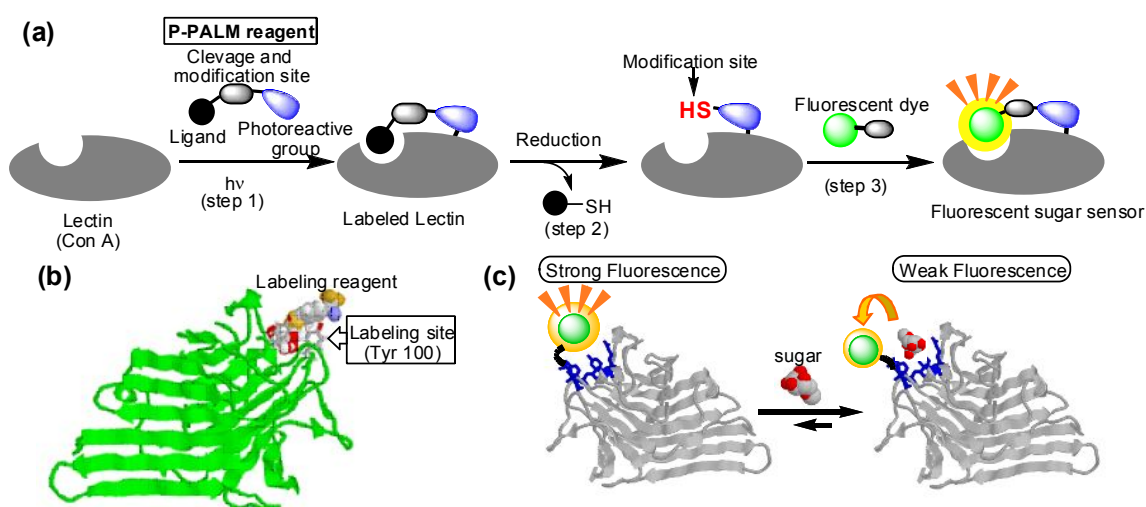 (a)
P-PALM reagent
Clevage and
modification site
Ligand
Photoreactive
group
hν
(step 1)
Lectin
(Con A)
Labeled Lectin
Reduction
SH
(step 2)
Modification site
HS
Fluorescent dye
(step 3)
Fluorescent sugar sensor
(b)
Labeling reagent
Labeling site
(Tyr 100)
(c)
Strong Fluorescence
Weak Fluorescence
sugar